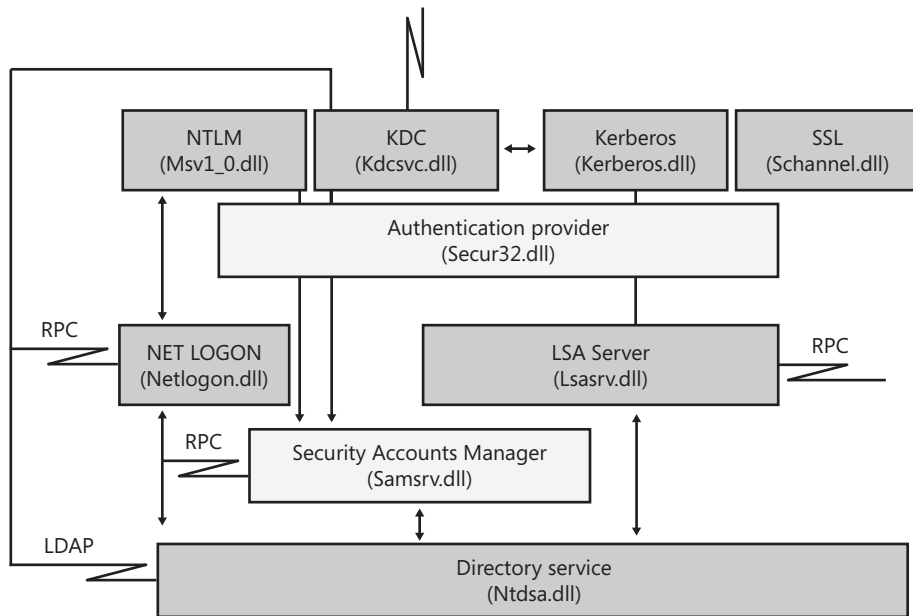 NTLM
(Msv1_0.dll)
KDC
(Kdcsvc.dll)
Kerberos
(Kerberos.dll)
SSL
(Schannel.dll)
Authentication provider
(Secur32.dll)
RPC
NET LOGON
(Netlogon.dll)
LSA Server
(Lsasrv.dll)
RPC
RPC
Security Accounts Manager
(Samsrv.dll)
LDAP
Directory service
(Ntdsa.dll)